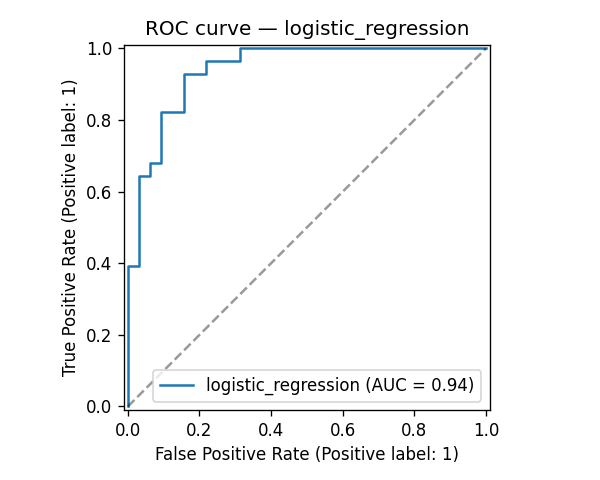 ROC curve — logistic_regression
True Positive Rate (Positive label: 1)
1.0
0.8
0.6
0.4
0.2
0.0
logistic_regression (AUC = 0.94)
0.0 0.2 0.4 0.6 0.8 1.0
False Positive Rate (Positive label: 1)